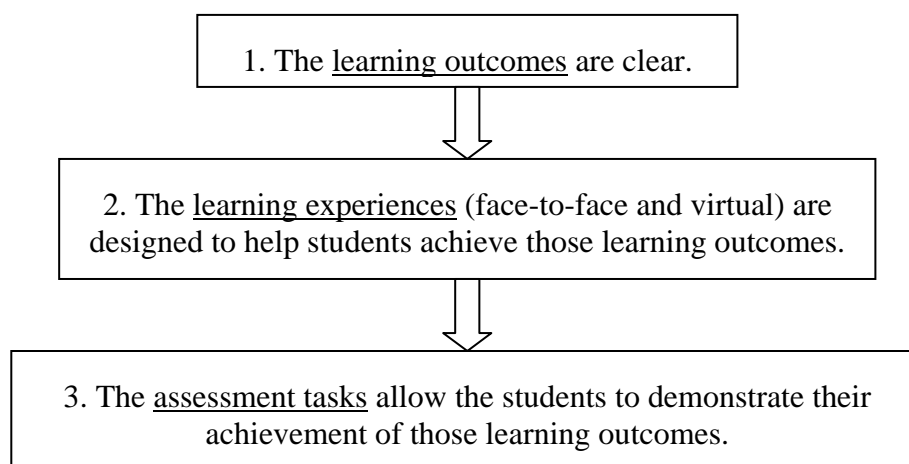 1. The learning outcomes are clear.
2. The learning experiences (face-to-face and virtual) are
designed to help students achieve those learning outcomes.
3. The assessment tasks allow the students to demonstrate their
achievement of those learning outcomes.